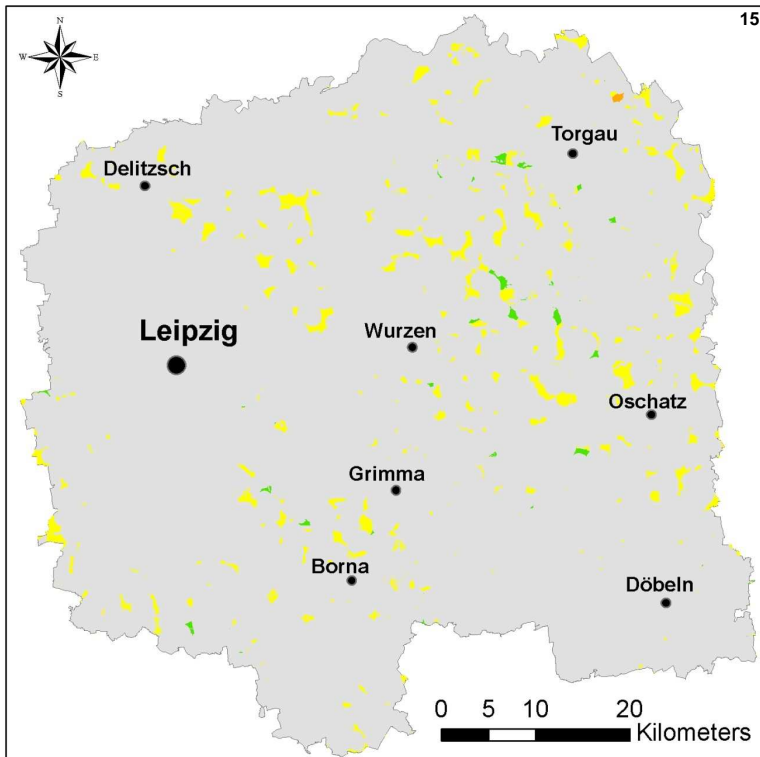 15
N
W E
S
Torgau
Delitzsch
Leipzig
Wurzen
Oschatz
Grimma
Borna
Döbeln
0 5 10 20
Kilometers